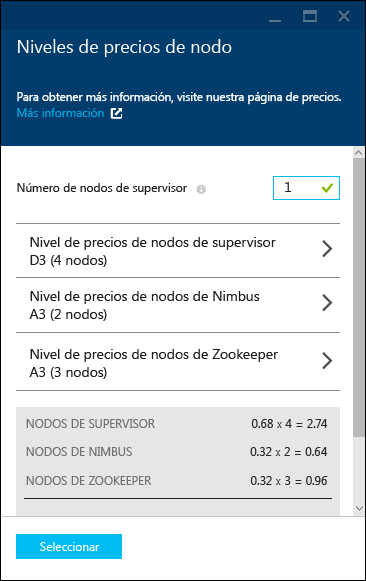 Niveles de precios de nodo
Para obtener más información, visite nuestra página de precios.
Más información
Número de nodos de supervisor
1
Nivel de precios de nodos de supervisor
D3 (4 nodos)
Nivel de precios de nodos de Nimbus
A3 (2 nodos)
Nivel de precios de nodos de Zookeeper
A3 (3 nodos)
NODOS DE SUPERVISOR 0.68 x 4 = 2.74
NODOS DE NIMBUS 0.32 x 2 = 0.64
NODOS DE ZOOKEEPER 0.32 x 3 = 0.96
Seleccionar